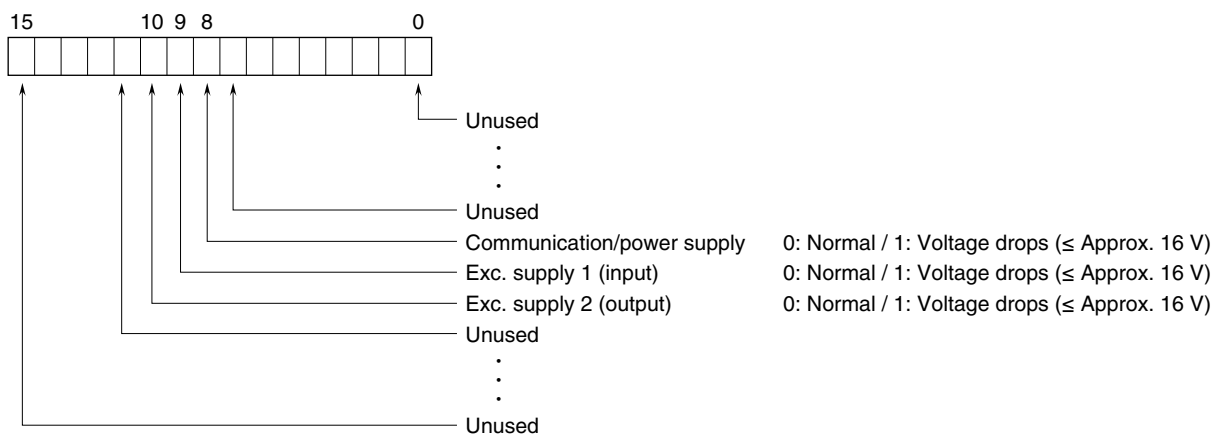 15 10 9 8 0
Unused
.
.
.
Unused
Communication/power supply 0: Normal / 1: Voltage drops (≤ Approx. 16 V)
Exc. supply 1 (input) 0: Normal / 1: Voltage drops (≤ Approx. 16 V)
Exc. supply 2 (output) 0: Normal / 1: Voltage drops (≤ Approx. 16 V)
Unused
.
.
.
Unused